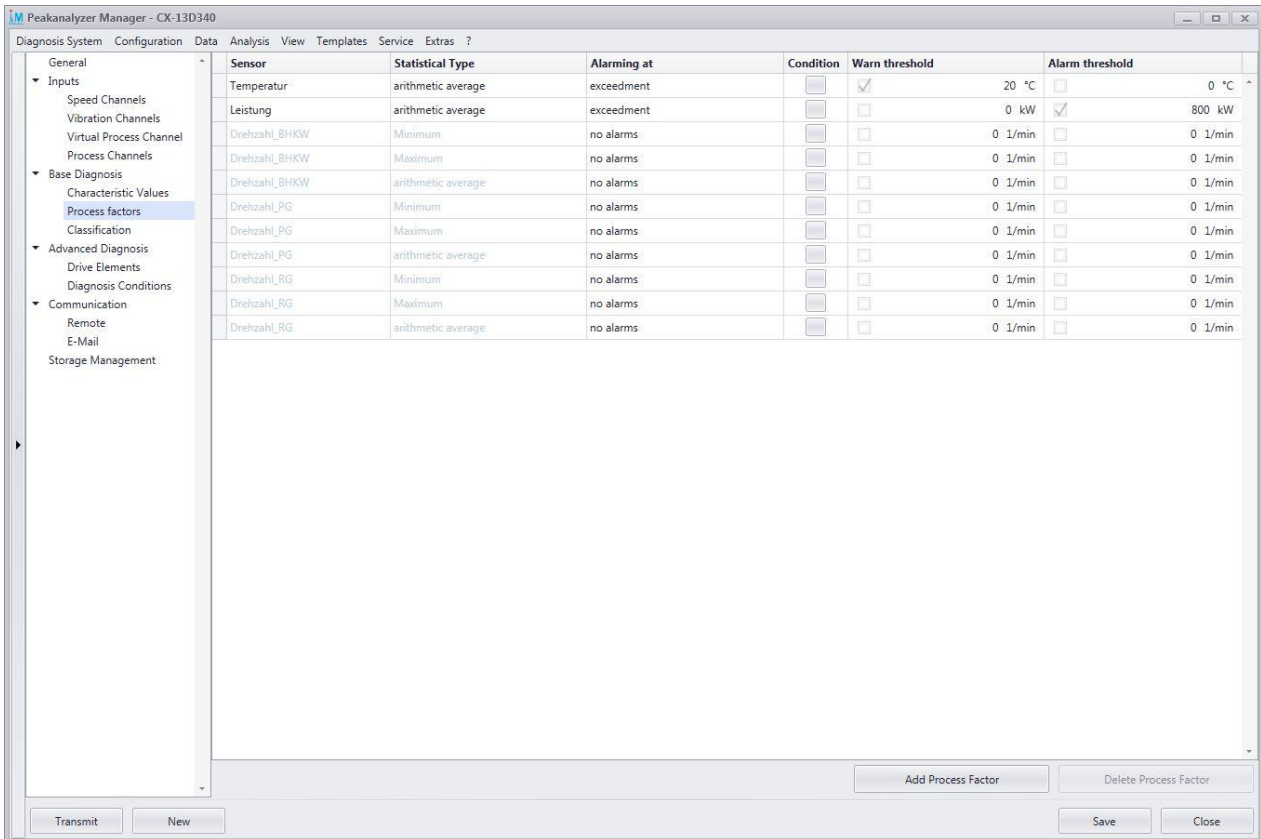 Peakanalyzer Manager - CX-13D340
Diagnosis System Configuration Data Analysis View Templates Service Extras ?
General
Inputs
Speed Channels
Vibration Channels
Virtual Process Channel
Process Channels
Base Diagnosis
Characteristic Values
Process factors
Classification
Advanced Diagnosis
Drive Elements
Diagnosis Conditions
Communication
Remote
E-Mail
Storage Management
Sensor Statistical Type Alarming at Condition Warn threshold Alarm threshold
Temperatur arithmetic average exceedment 20 °C 0 °C
Leistung arithmetic average exceedment 0 kW 800 kW
Drehzahl_BHKW Minimum no alarms 0 1/min 0 1/min
Drehzahl_BHKW Maximum no alarms 0 1/min 0 1/min
Drehzahl_BHKW arithmetic average no alarms 0 1/min 0 1/min
Drehzahl_PG Minimum no alarms 0 1/min 0 1/min
Drehzahl_PG Maximum no alarms 0 1/min 0 1/min
Drehzahl_PG arithmetic average no alarms 0 1/min 0 1/min
Drehzahl_RG Minimum no alarms 0 1/min 0 1/min
Drehzahl_RG Maximum no alarms 0 1/min 0 1/min
Drehzahl_RG arithmetic average no alarms 0 1/min 0 1/min
Add Process Factor Delete Process Factor
Transmit New Save Close